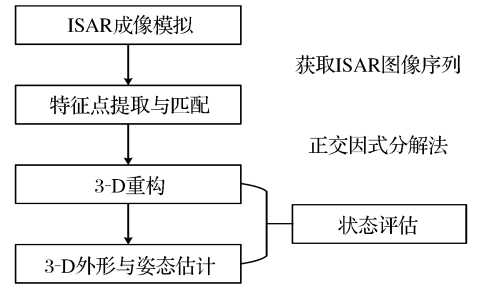 ISAR成像模拟
获取ISAR图像序列
特征点提取与匹配
正交因式分解法
3-D重构
状态评估
3-D外形与姿态估计